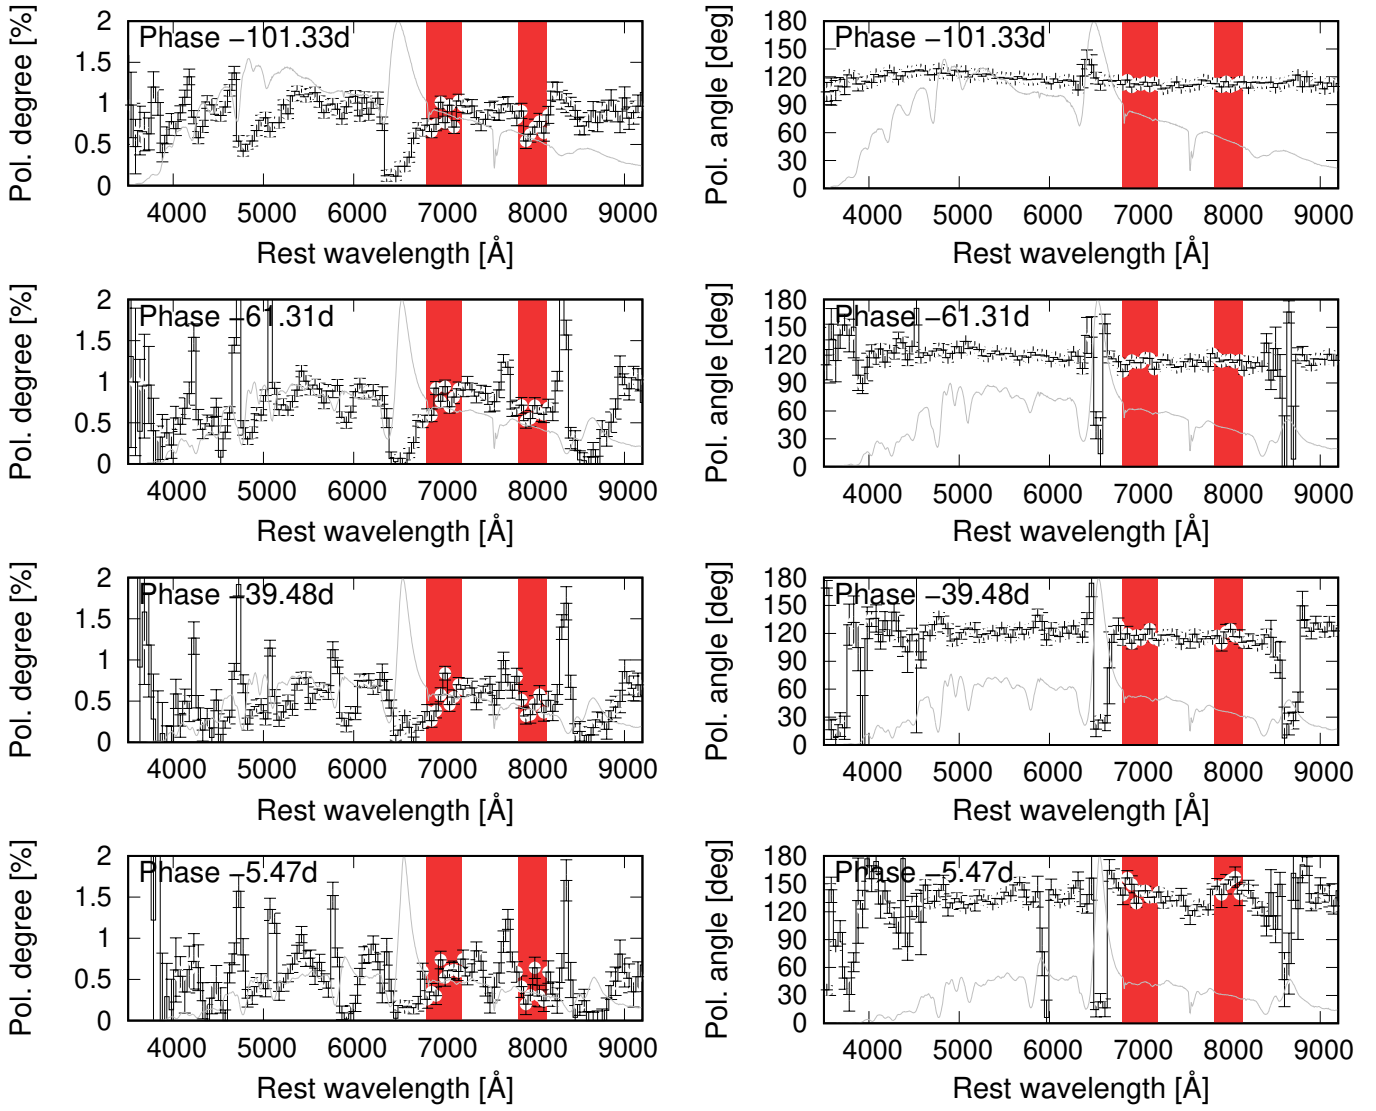 Pol. degree [%]
2
1.5
1
0.5
0
Phase −101.33d
4000 5000 6000 7000 8000 9000
Rest wavelength [Å]
Pol. angle [deg]
180
150
120
90
60
30
0
Phase −101.33d
4000 5000 6000 7000 8000 9000
Rest wavelength [Å]
Pol. degree [%]
2
1.5
1
0.5
0
Phase −61.31d
4000 5000 6000 7000 8000 9000
Rest wavelength [Å]
Pol. angle [deg]
180
150
120
90
60
30
0
Phase −61.31d
4000 5000 6000 7000 8000 9000
Rest wavelength [Å]
Pol. degree [%]
2
1.5
1
0.5
0
Phase −39.48d
4000 5000 6000 7000 8000 9000
Rest wavelength [Å]
Pol. angle [deg]
180
150
120
90
60
30
0
Phase −39.48d
4000 5000 6000 7000 8000 9000
Rest wavelength [Å]
Pol. degree [%]
2
1.5
1
0.5
0
Phase −5.47d
4000 5000 6000 7000 8000 9000
Rest wavelength [Å]
Pol. angle [deg]
180
150
120
90
60
30
0
Phase −5.47d
4000 5000 6000 7000 8000 9000
Rest wavelength [Å]